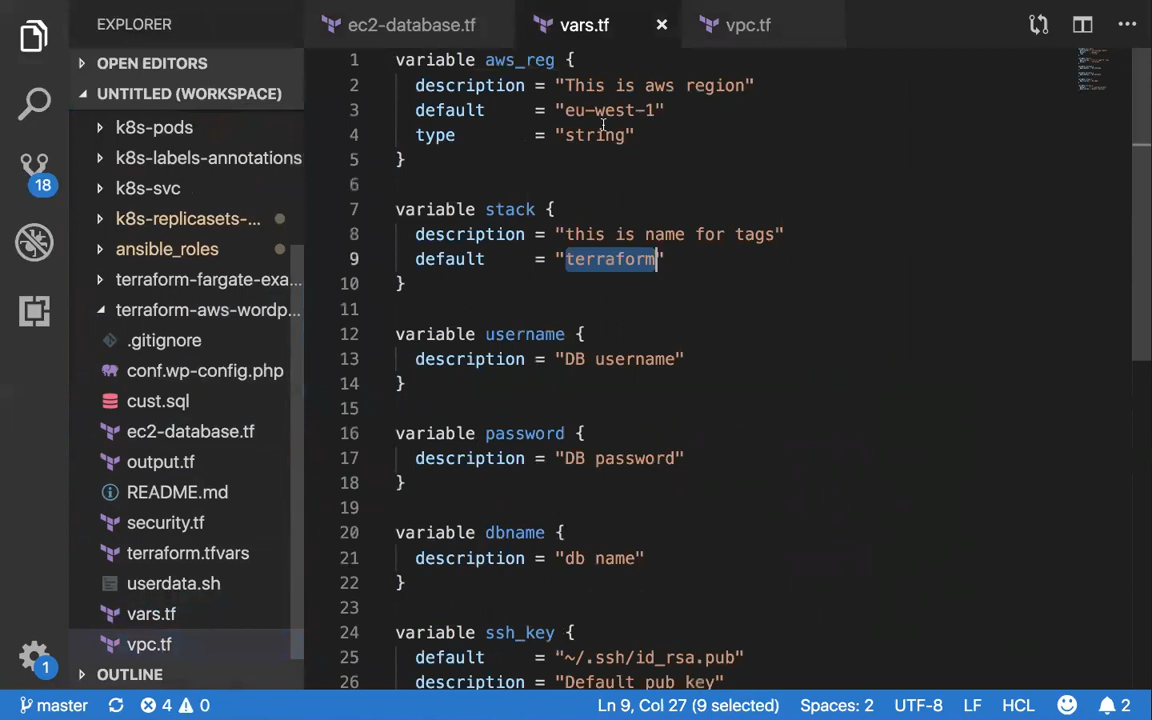 EXPLORER
OPEN EDITORS
UNTITLED (WORKSPACE)
k8s-pods
k8s-labels-annotations
k8s-svc
k8s-replicasets-...
ansible_roles
terraform-fargate-exa...
terraform-aws-wordp...
.gitignore
conf.wp-config.php
cust.sql
ec2-database.tf
output.tf
README.md
security.tf
terraform.tfvars
userdata.sh
vars.tf
vpc.tf
OUTLINE
18
1
ec2-database.tf vars.tf × vpc.tf ...
1 variable aws_reg {
2 description = "This is aws region"
3 default     = "eu-west-1"
4 type        = "string"
5 }
6
7 variable stack {
8 description = "this is name for tags"
9 default     = "terraform"
10 }
11
12 variable username {
13 description = "DB username"
14 }
15
16 variable password {
17 description = "DB password"
18 }
19
20 variable dbname {
21 description = "db name"
22 }
23
24 variable ssh_key {
25 default     = "~/.ssh/id_rsa.pub"
26 description = "Default pub key"
master 4 0 Ln 9, Col 27 (9 selected) Spaces: 2 UTF-8 LF HCL 2